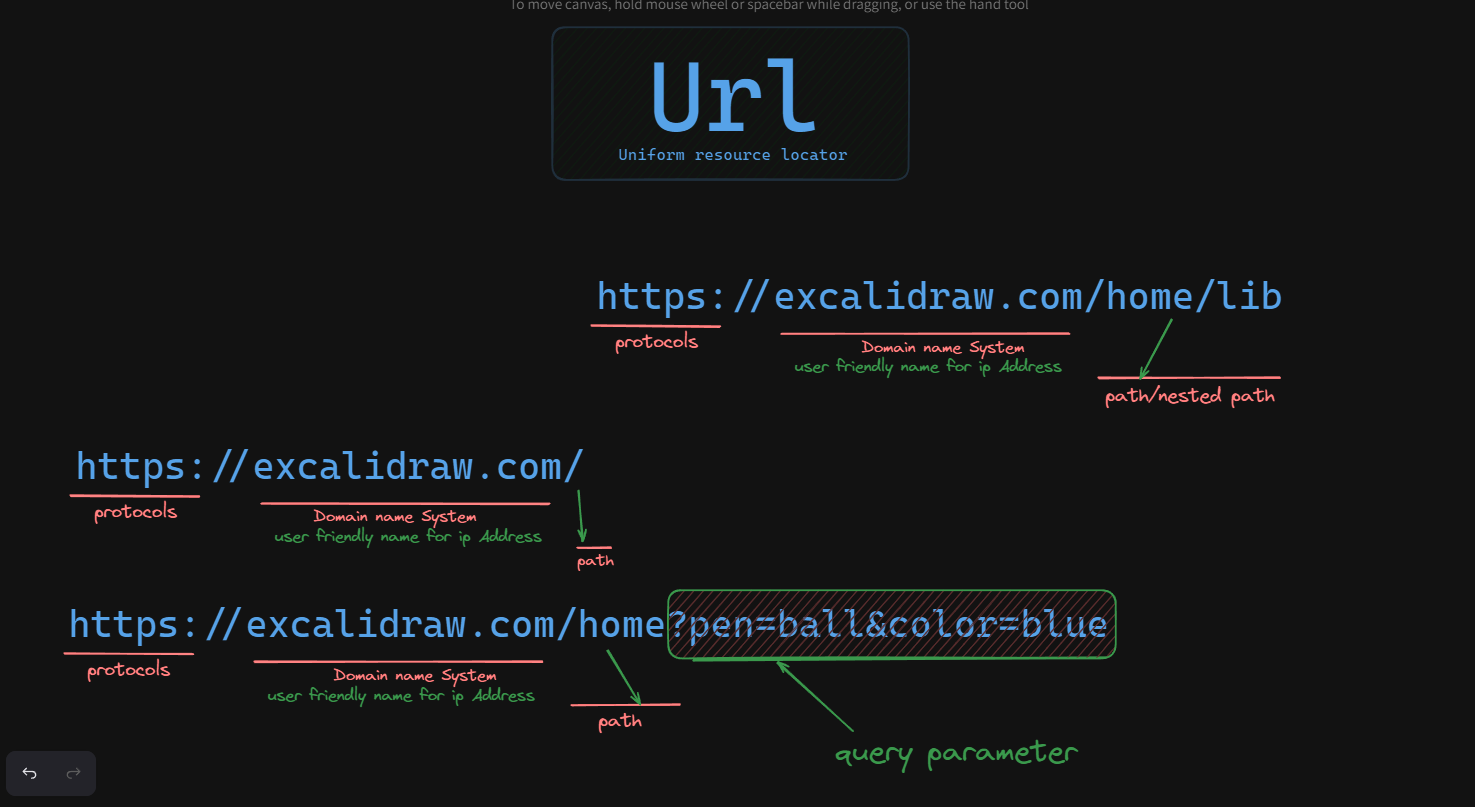 To move canvas, hold mouse wheel or spacebar while dragging, or use the hand tool
Url
Uniform resource locator
https://excalidraw.com/home/lib
protocols
Domain name System
user friendly name for ip Address
path/nested path
https://excalidraw.com/
protocols
Domain name System
user friendly name for ip Address
path
https://excalidraw.com/home?pen=ball&color=blue
protocols
Domain name System
user friendly name for ip Address
path
query parameter